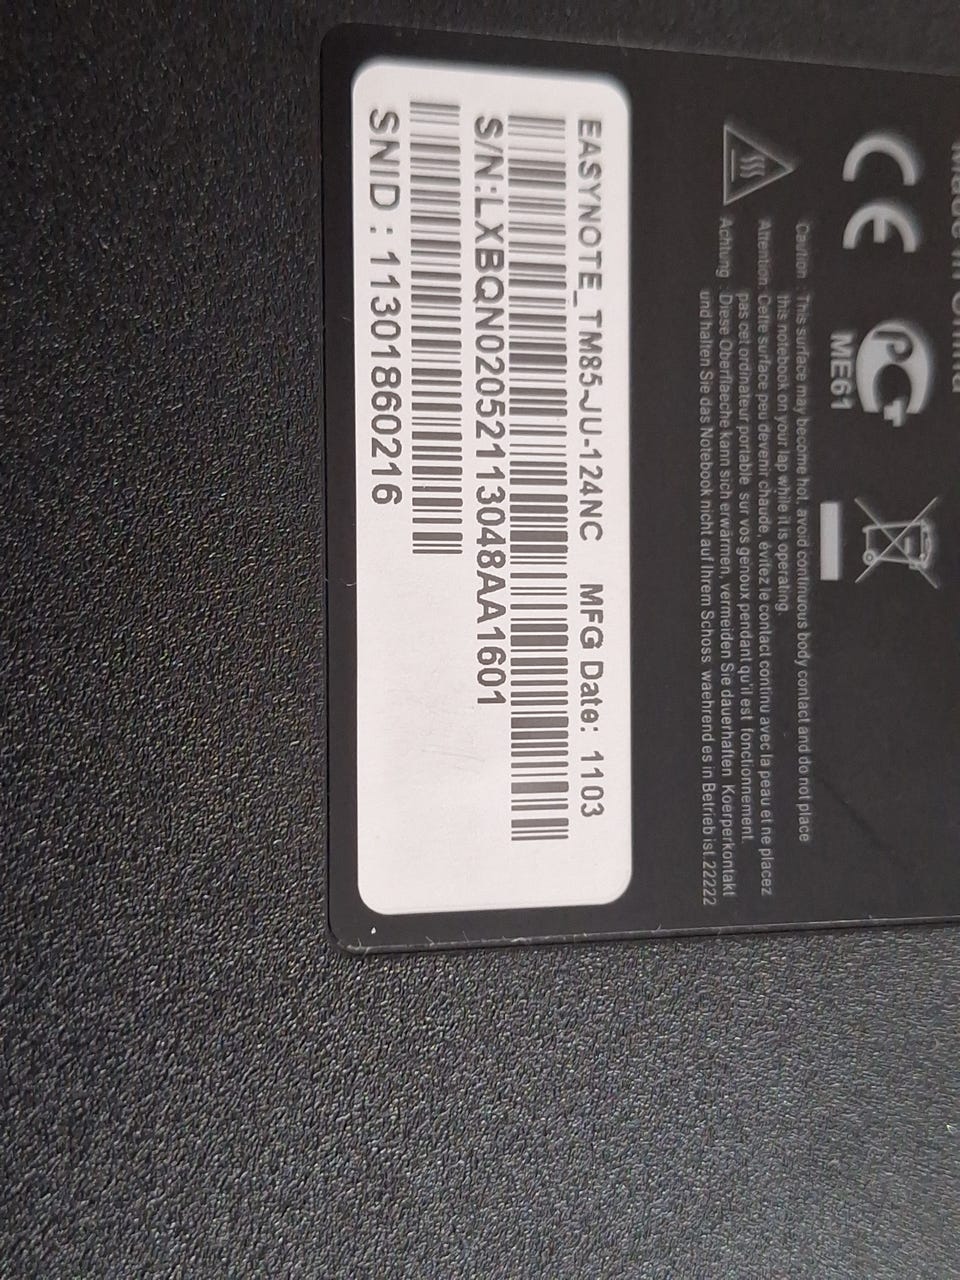 Made in China
CE PG ME61
Caution : This surface may become hot, avoid continuous body contact and do not place
this notebook on your lap while it is operating.
Attention: Cette surface peu devenir chaude, évitez le contact continu avec la peau et ne placez
pas cet ordinateur portable sur vos genoux pendant qu'il est fonctionnement.
Achtung : Diese Oberflaeche kann sich erwärmen, vermeiden Sie dauerhaften Koerperkontakt
und halten Sie das Notebook nicht auf Ihrem Schoss waehrend es in Betrieb ist.22222
EASYNOTE_TM85-JU-124NC MFG Date: 1103
S/N:LXBQN02052113048AA1601
SNID : 11301860216